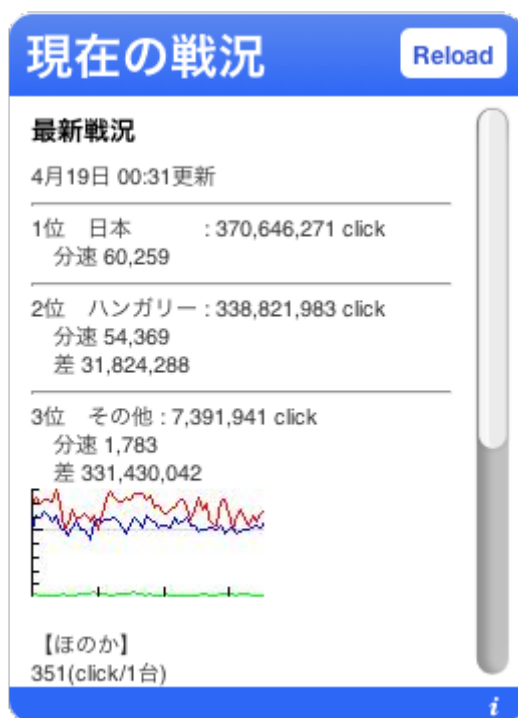 現在の戦況
Reload
最新戦況
4月19日 00:31更新
1位　日本　　　: 370,646,271 click
分速 60,259
2位　ハンガリー : 338,821,983 click
分速 54,369
差 31,824,288
3位　その他 : 7,391,941 click
分速 1,783
差 331,430,042
【ほのか】
351(click/1台)
i